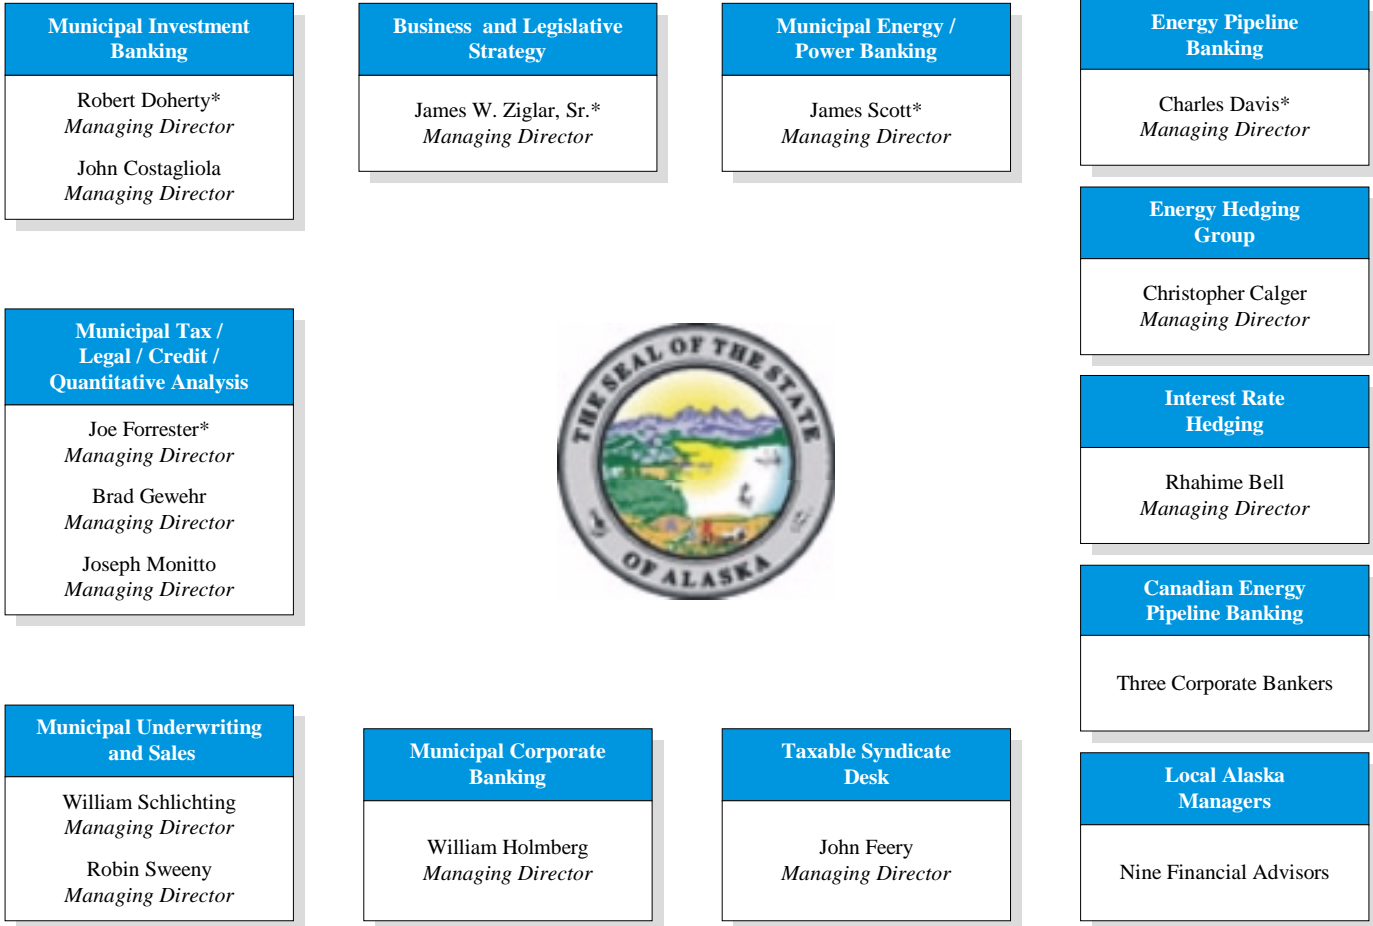 Municipal Investment
Banking
Robert Doherty*
Managing Director
John Costagliola
Managing Director
Business and Legislative
Strategy
James W. Ziglar, Sr.*
Managing Director
Municipal Energy /
Power Banking
James Scott*
Managing Director
Energy Pipeline
Banking
Charles Davis*
Managing Director
Energy Hedging
Group
Christopher Calger
Managing Director
Municipal Tax /
Legal / Credit /
Quantitative Analysis
Joe Forrester*
Managing Director
Brad Gewehr
Managing Director
Joseph Monitto
Managing Director
THE SEAL OF THE STATE
OF ALASKA
Interest Rate
Hedging
Rhahime Bell
Managing Director
Canadian Energy
Pipeline Banking
Three Corporate Bankers
Municipal Underwriting
and Sales
William Schlichting
Managing Director
Robin Sweeny
Managing Director
Municipal Corporate
Banking
William Holmberg
Managing Director
Taxable Syndicate
Desk
John Feery
Managing Director
Local Alaska
Managers
Nine Financial Advisors